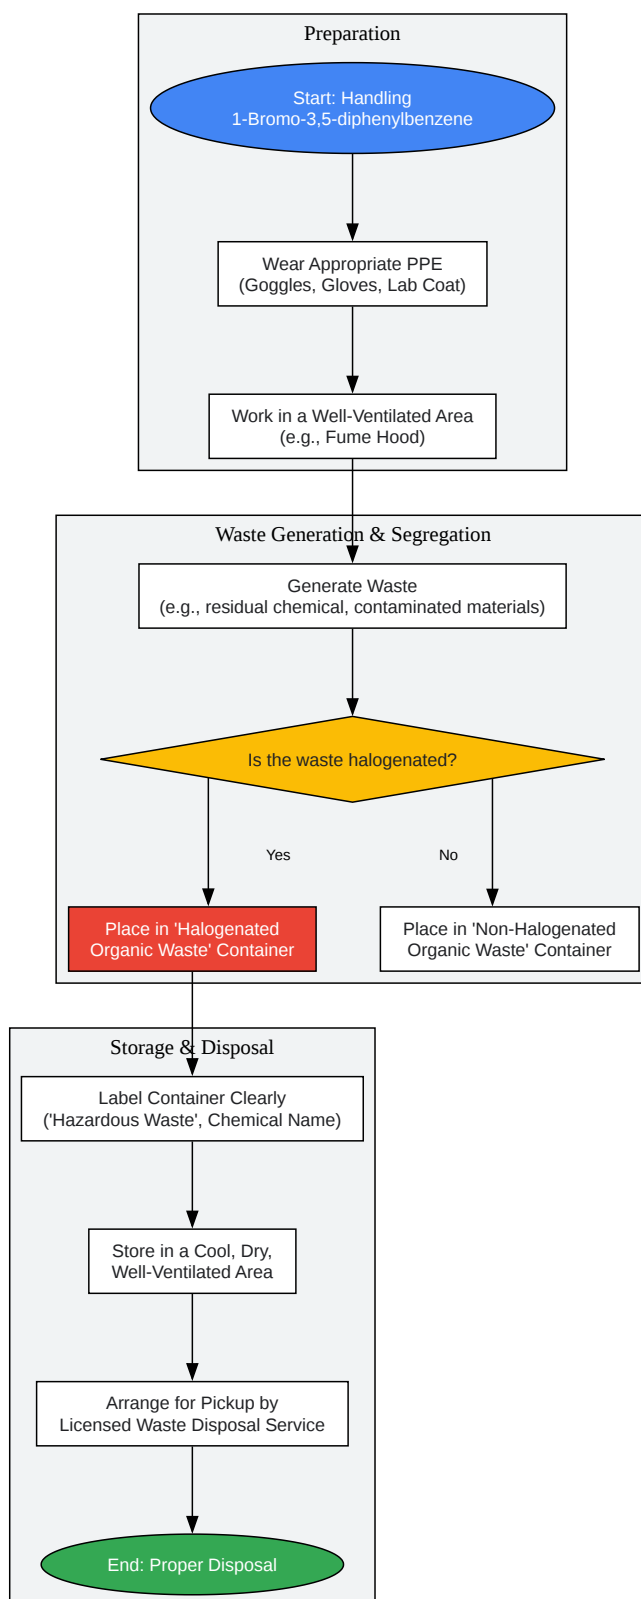 Preparation
Start: Handling
1-Bromo-3,5-diphenylbenzene
Wear Appropriate PPE
(Goggles, Gloves, Lab Coat)
Work in a Well-Ventilated Area
(e.g., Fume Hood)
Waste Generation & Segregation
Generate Waste
(e.g., residual chemical, contaminated materials)
Is the waste halogenated?
Yes
No
Place in 'Halogenated
Organic Waste' Container
Place in 'Non-Halogenated
Organic Waste' Container
Storage & Disposal
Label Container Clearly
('Hazardous Waste', Chemical Name)
Store in a Cool, Dry,
Well-Ventilated Area
Arrange for Pickup by
Licensed Waste Disposal Service
End: Proper Disposal